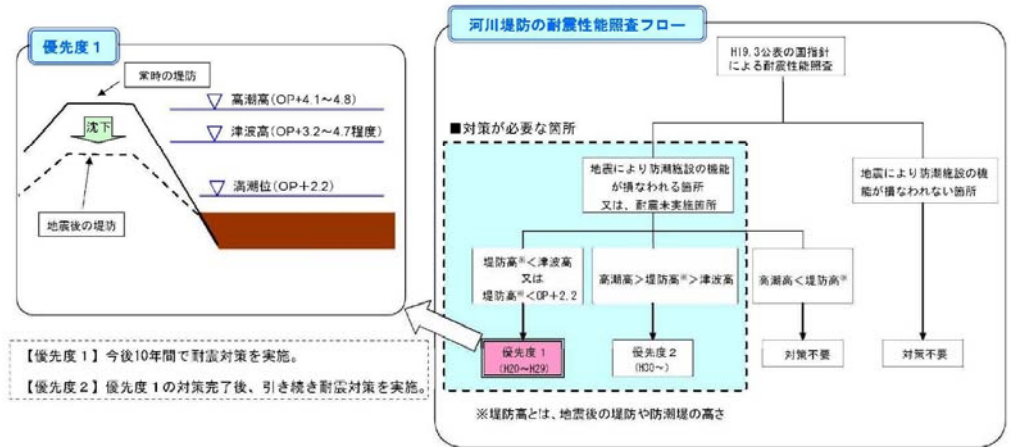 優先度1
常時の堤防
高潮高(OP+4.1～4.8)
沈下
津波高(OP+3.2～4.7程度)
満潮位(OP+2.2)
地震後の堤防
【優先度1】今後10年間で耐震対策を実施。
【優先度2】優先度1の対策完了後、引き続き耐震対策を実施。
河川堤防の耐震性能照査フロー
H19.3公表の国指針
による耐震性能照査
■対策が必要な箇所
地震により防潮施設の機能
が損なわれる箇所
又は、耐震未実施箇所
地震により防潮施設の機
能が損なわれない箇所
堤防高※<津波高
又は
堤防高※<OP+2.2
高潮高>堤防高※>津波高
高潮高<堤防高※
優先度1
(H20～H29)
優先度2
(H30～)
対策不要
対策不要
※堤防高とは、地震後の堤防や防潮堤の高さ